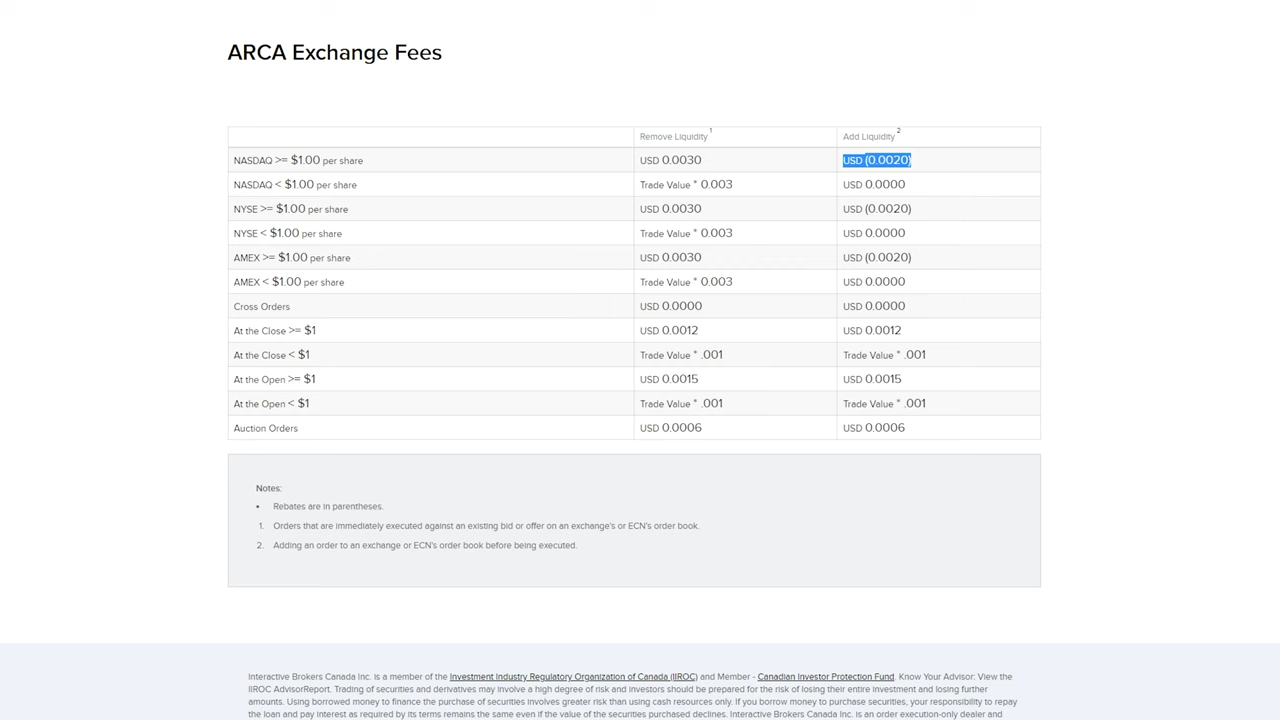 ARCA Exchange Fees
Remove Liquidity 1 Add Liquidity 2
NASDAQ >= $1.00 per share USD 0.0030 USD (0.0020)
NASDAQ < $1.00 per share Trade Value * 0.003 USD 0.0000
NYSE >= $1.00 per share USD 0.0030 USD (0.0020)
NYSE < $1.00 per share Trade Value * 0.003 USD 0.0000
AMEX >= $1.00 per share USD 0.0030 USD (0.0020)
AMEX < $1.00 per share Trade Value * 0.003 USD 0.0000
Cross Orders USD 0.0000 USD 0.0000
At the Close >= $1 USD 0.0012 USD 0.0012
At the Close < $1 Trade Value * .001 Trade Value * .001
At the Open >= $1 USD 0.0015 USD 0.0015
At the Open < $1 Trade Value * .001 Trade Value * .001
Auction Orders USD 0.0006 USD 0.0006
Notes:
• Rebates are in parentheses.
1. Orders that are immediately executed against an existing bid or offer on an exchange's or ECN's order book.
2. Adding an order to an exchange or ECN's order book before being executed.
Interactive Brokers Canada Inc. is a member of the Investment Industry Regulatory Organization of Canada (IIROC) and Member - Canadian Investor Protection Fund. Know Your Advisor: View the
IIROC AdvisorReport. Trading of securities and derivatives may involve a high degree of risk and investors should be prepared for the risk of losing their entire investment and losing further
amounts. Using borrowed money to finance the purchase of securities involves greater risk than using cash resources only. If you borrow money to purchase securities, your responsibility to repay
the loan and pay interest as required by its terms remains the same even if the value of the securities purchased declines. Interactive Brokers Canada Inc. is an order execution-only dealer and